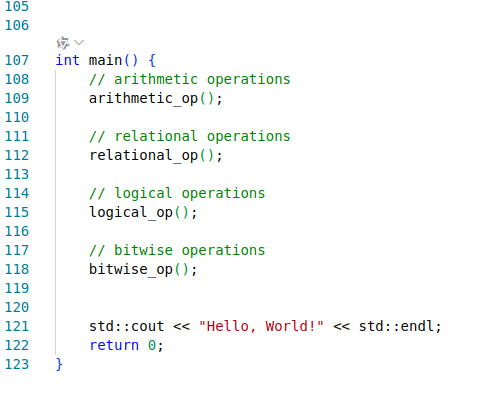 105
106
107 int main() {
108     // arithmetic operations
109     arithmetic_op();
110
111     // relational operations
112     relational_op();
113
114     // logical operations
115     logical_op();
116
117     // bitwise operations
118     bitwise_op();
119
120
121     std::cout << "Hello, World!" << std::endl;
122     return 0;
123 }